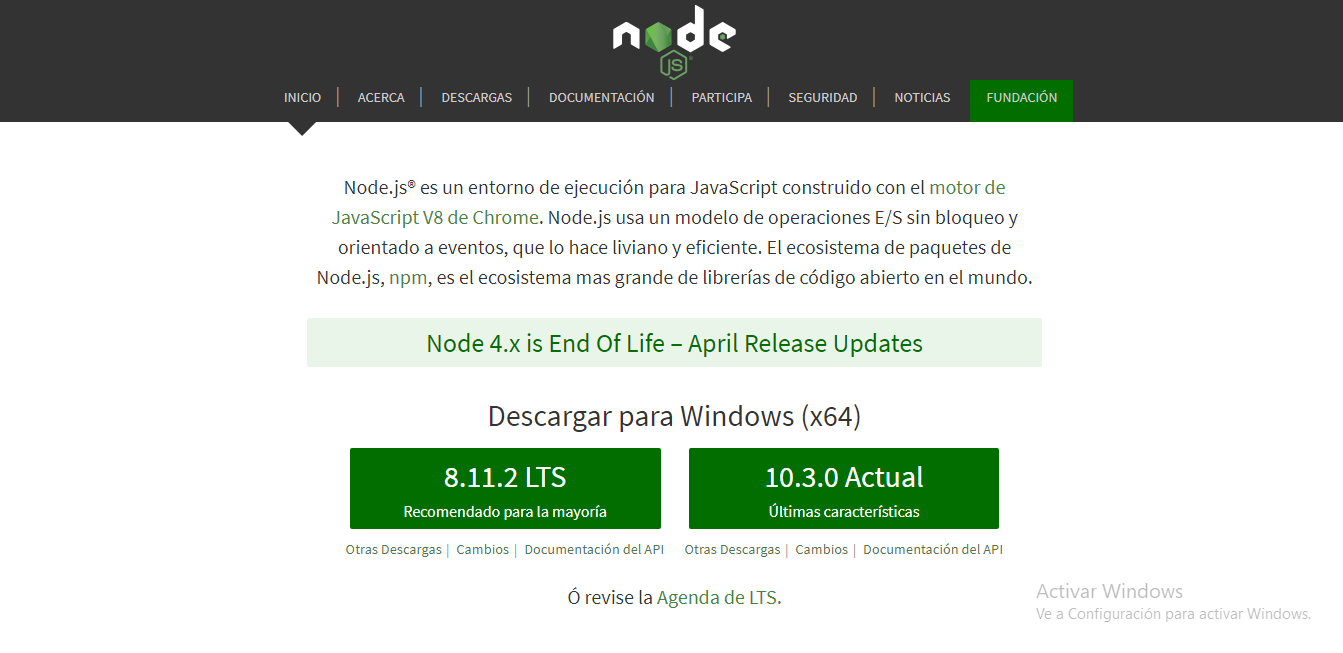 node
JS
INICIO | ACERCA | DESCARGAS | DOCUMENTACIÓN | PARTICIPA | SEGURIDAD | NOTICIAS FUNDACIÓN
Node.js® es un entorno de ejecución para JavaScript construido con el motor de
JavaScript V8 de Chrome. Node.js usa un modelo de operaciones E/S sin bloqueo y
orientado a eventos, que lo hace liviano y eficiente. El ecosistema de paquetes de
Node.js, npm, es el ecosistema mas grande de librerías de código abierto en el mundo.
Node 4.x is End Of Life – April Release Updates
Descargar para Windows (x64)
8.11.2 LTS
Recomendado para la mayoría
10.3.0 Actual
Últimas características
Otras Descargas | Cambios | Documentación del API
Otras Descargas | Cambios | Documentación del API
Ó revise la Agenda de LTS.
Activar Windows
Ve a Configuración para activar Windows.